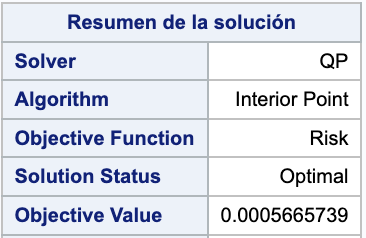 Resumen de la solución
Solver QP
Algorithm Interior Point
Objective Function Risk
Solution Status Optimal
Objective Value 0.0005665739